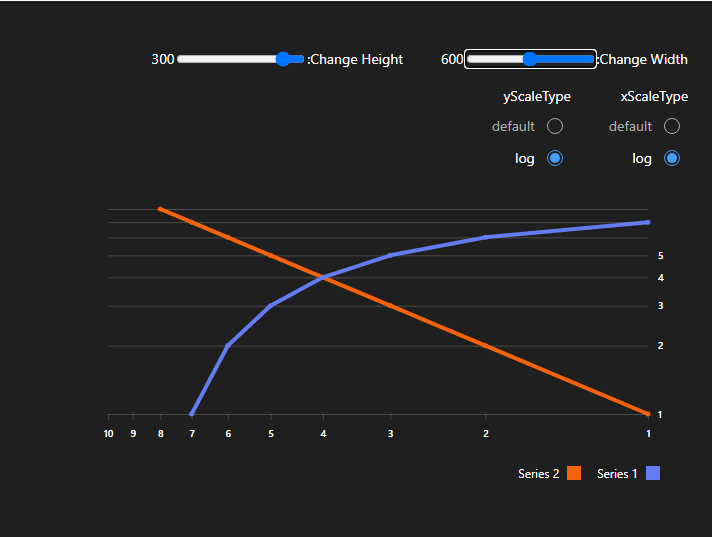 300 :Change Height 600 :Change Width
yScaleType xScaleType
default default
log log
5
4
3
2
1
10 9 8 7 6 5 4 3 2 1
Series 2 Series 1